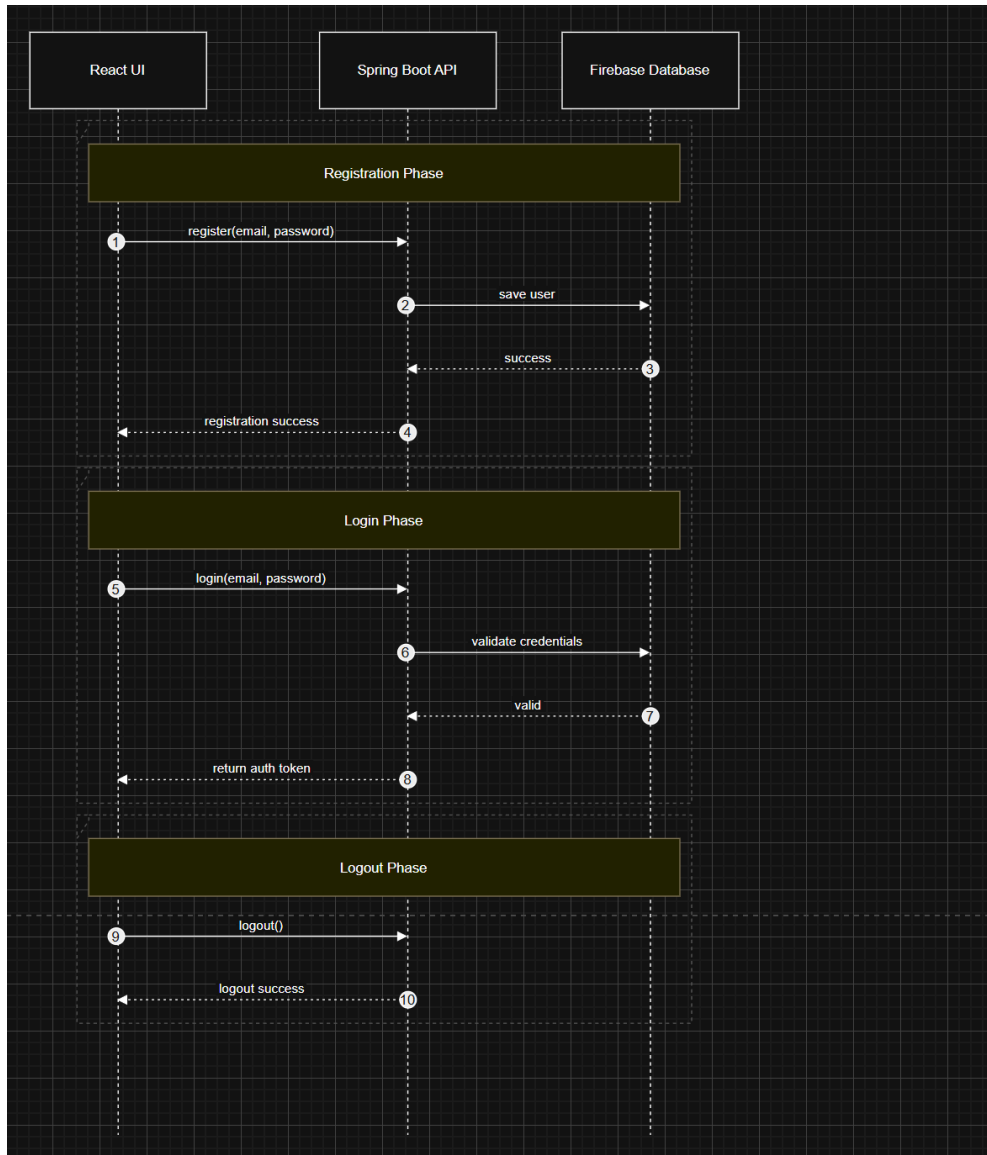 React UI
Spring Boot API
Firebase Database
Registration Phase
register(email, password)
1
save user
2
success
3
registration success
4
Login Phase
login(email, password)
5
validate credentials
6
valid
7
return auth token
8
Logout Phase
logout()
9
logout success
10